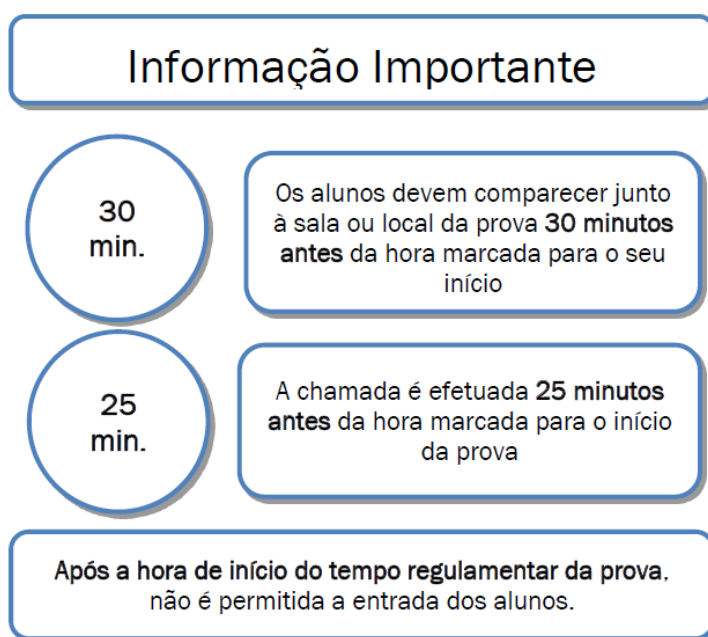 Informação Importante
30
min.
Os alunos devem comparecer junto
à sala ou local da prova 30 minutos
antes da hora marcada para o seu
início
25
min.
A chamada é efetuada 25 minutos
antes da hora marcada para o início
da prova
Após a hora de início do tempo regulamentar da prova,
não é permitida a entrada dos alunos.